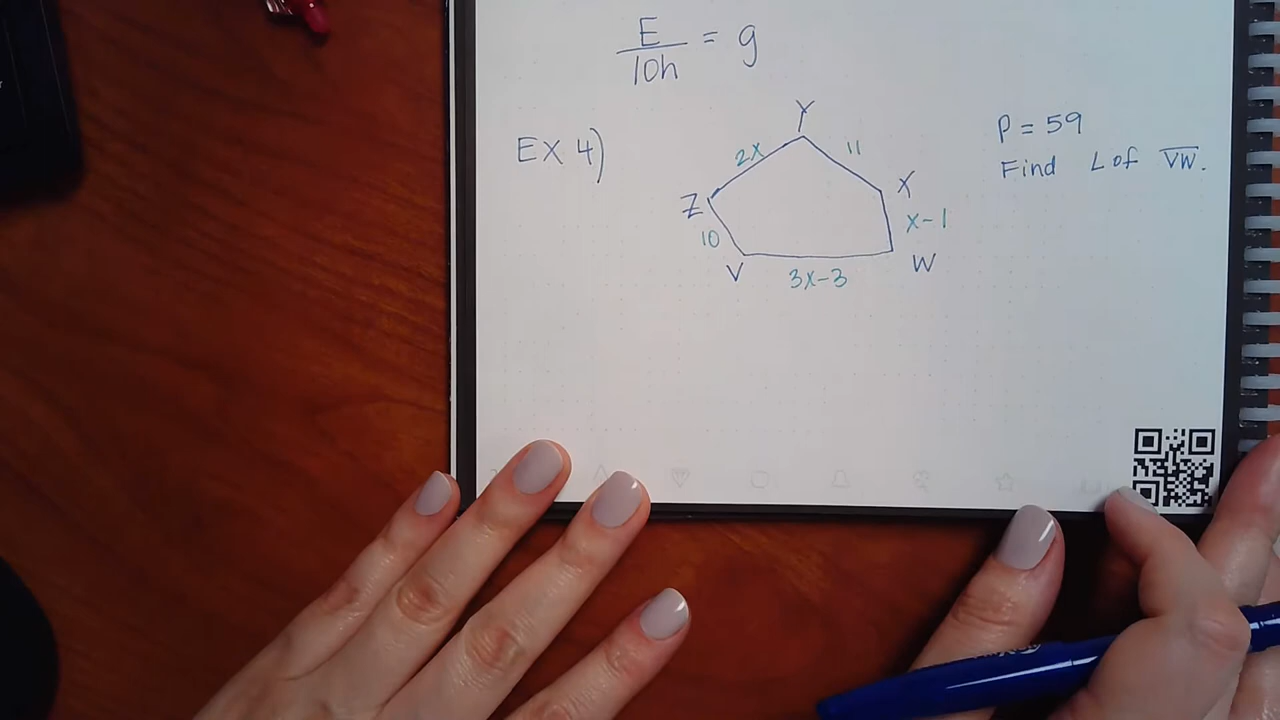 E
10h = g
EX 4)
Y
2x
11
P = 59
Find L of VW.
Z
X
x-1
10
V
3x-3
W